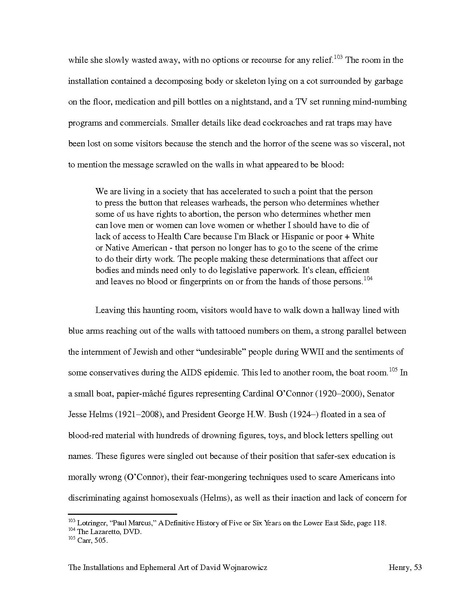 while she slowly wasted away, with no options or recourse for any relief.103 The room in the
installation contained a decomposing body or skeleton lying on a cot surrounded by garbage
on the floor, medication and pill bottles on a nightstand, and a TV set running mind-numbing
programs and commercials. Smaller details like dead cockroaches and rat traps may have
been lost on some visitors because the stench and the horror of the scene was so visceral, not
to mention the message scrawled on the walls in what appeared to be blood:
We are living in a society that has accelerated to such a point that the person
to press the button that releases warheads, the person who determines whether
some of us have rights to abortion, the person who determines whether men
can love men or women can love women or whether I should have to die of
lack of access to Health Care because I'm Black or Hispanic or poor + White
or Native American - that person no longer has to go to the scene of the crime
to do their dirty work. The people making these determinations that affect our
bodies and minds need only to do legislative paperwork. It's clean, efficient
and leaves no blood or fingerprints on or from the hands of those persons.104
Leaving this haunting room, visitors would have to walk down a hallway lined with
blue arms reaching out of the walls with tattooed numbers on them, a strong parallel between
the internment of Jewish and other “undesirable” people during WWII and the sentiments of
some conservatives during the AIDS epidemic. This led to another room, the boat room.105 In
a small boat, papier-mâché figures representing Cardinal O’Connor (1920–2000), Senator
Jesse Helms (1921–2008), and President George H.W. Bush (1924–) floated in a sea of
blood-red material with hundreds of drowning figures, toys, and block letters spelling out
names. These figures were singled out because of their position that safer-sex education is
morally wrong (O’Connor), their fear-mongering techniques used to scare Americans into
discriminating against homosexuals (Helms), as well as their inaction and lack of concern for
103 Lotringer, “Paul Marcus,” A Definitive History of Five or Six Years on the Lower East Side, page 118.
104 The Lazaretto, DVD.
105 Carr, 505.
The Installations and Ephemeral Art of David Wojnarowicz Henry, 53